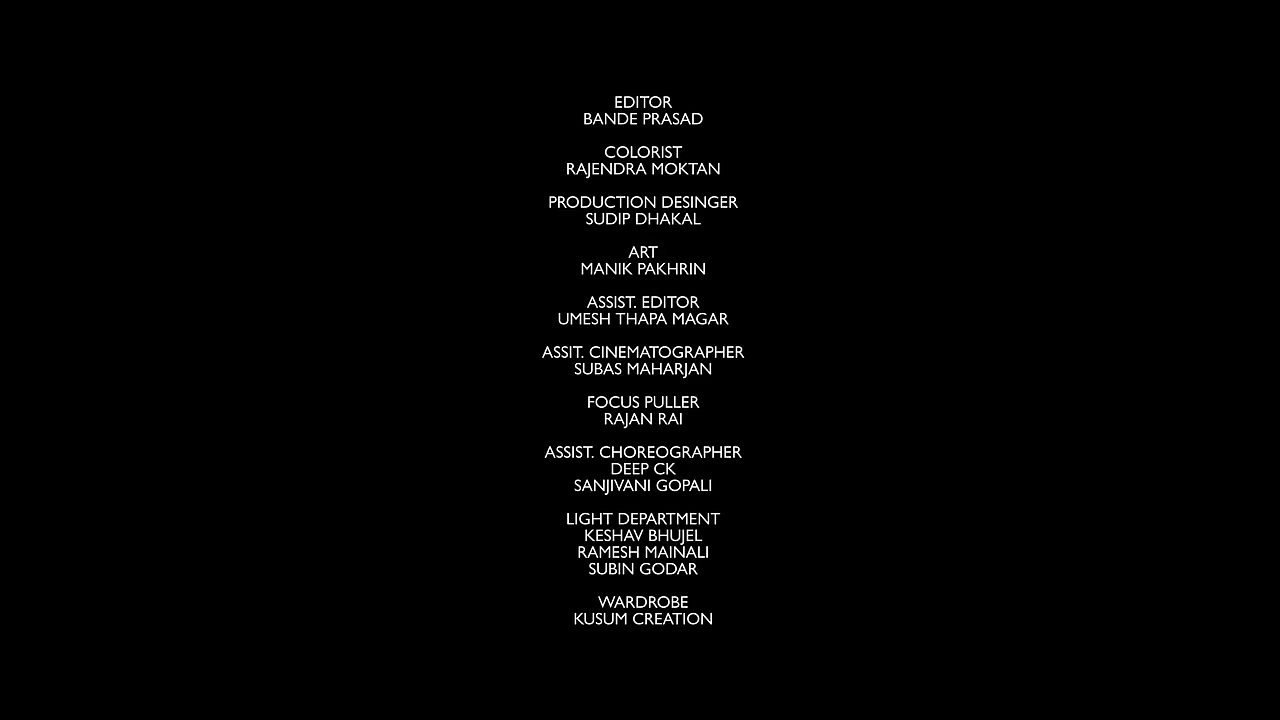 EDITOR
BANDE PRASAD
COLORIST
RAJENDRA MOKTAN
PRODUCTION DESINGER
SUDIP DHAKAL
ART
MANIK PAKHRIN
ASSIST. EDITOR
UMESH THAPA MAGAR
ASSIT. CINEMATOGRAPHER
SUBAS MAHARJAN
FOCUS PULLER
RAJAN RAI
ASSIST. CHOREOGRAPHER
DEEP CK
SANJIVANI GOPALI
LIGHT DEPARTMENT
KESHAV BHUJEL
RAMESH MAINALI
SUBIN GODAR
WARDROBE
KUSUM CREATION